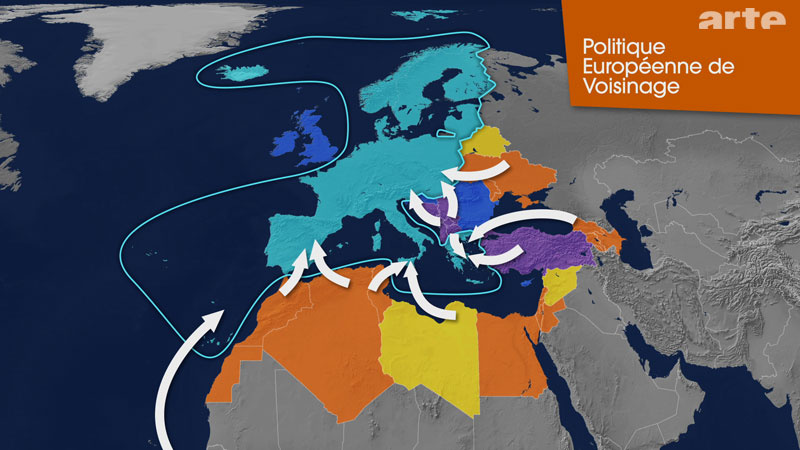 arte
Politique
Européenne de
Voisinage